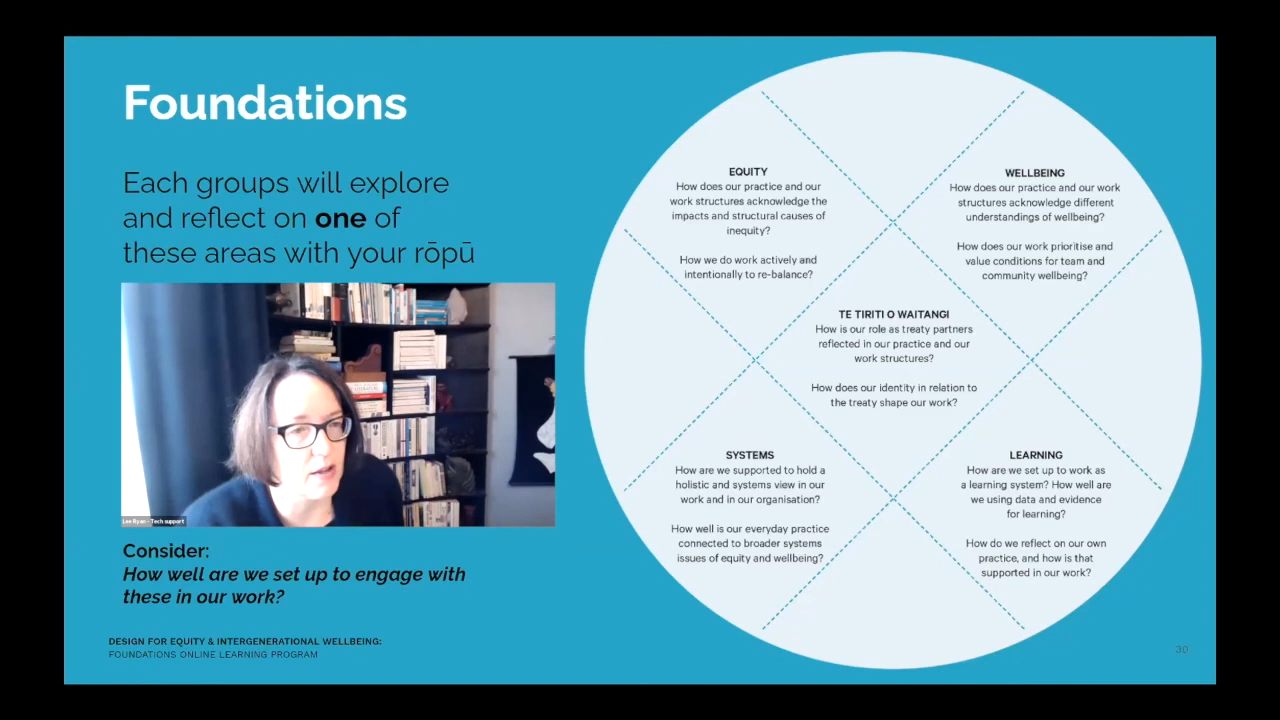 Foundations
Each groups will explore
and reflect on one of
these areas with your rōpū
Lee Ryan - Tech support
Consider:
How well are we set up to engage with
these in our work?
DESIGN FOR EQUITY & INTERGENERATIONAL WELLBEING:
FOUNDATIONS ONLINE LEARNING PROGRAM
EQUITY
How does our practice and our
work structures acknowledge the
impacts and structural causes of
inequity?
How we do work actively and
intentionally to re-balance?
WELLBEING
How does our practice and our work
structures acknowledge different
understandings of wellbeing?
How does our work prioritise and
value conditions for team and
community wellbeing?
TE TIRITI O WAITANGI
How is our role as treaty partners
reflected in our practice and our
work structures?
How does our identity in relation to
the treaty shape our work?
SYSTEMS
How are we supported to hold a
holistic and systems view in our
work and in our organisation?
How well is our everyday practice
connected to broader systems
issues of equity and wellbeing?
LEARNING
How are we set up to work as
a learning system? How well are
we using data and evidence
for learning?
How do we reflect on our own
practice, and how is that
supported in our work?
30